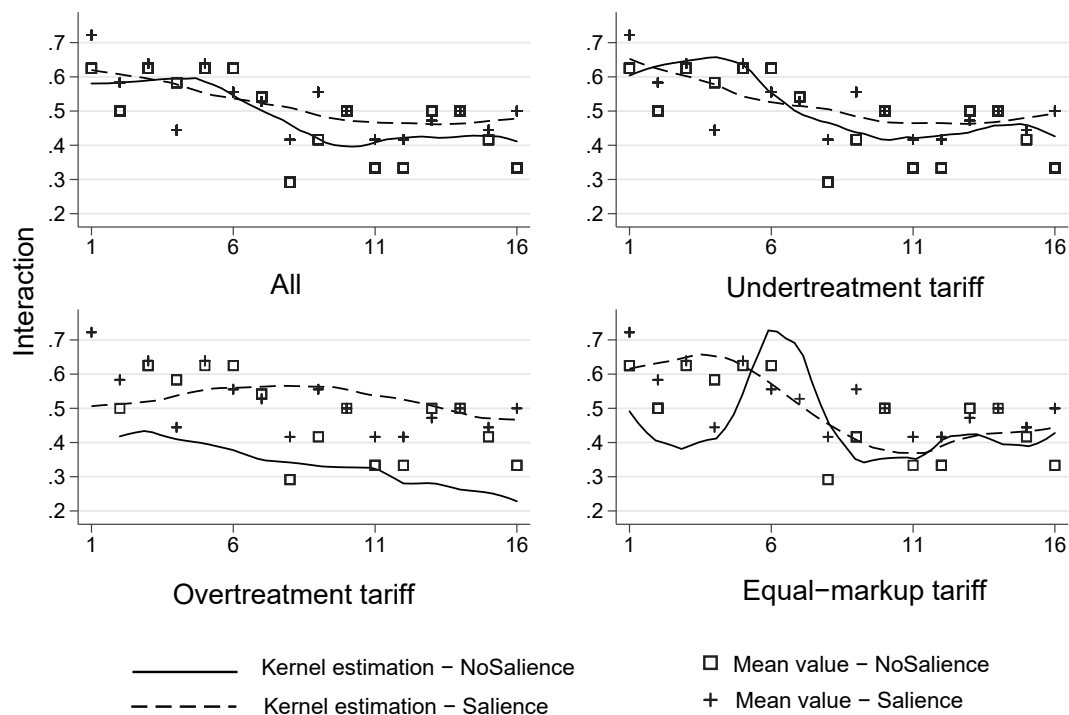 Interaction
.7 .6 .5 .4 .3 .2
1 6 11 16
All
.7 .6 .5 .4 .3 .2
1 6 11 16
Undertreatment tariff
.7 .6 .5 .4 .3 .2
1 6 11 16
Overtreatment tariff
.7 .6 .5 .4 .3 .2
1 6 11 16
Equal−markup tariff
Kernel estimation − NoSalience
Mean value − NoSalience
Kernel estimation − Salience
Mean value − Salience